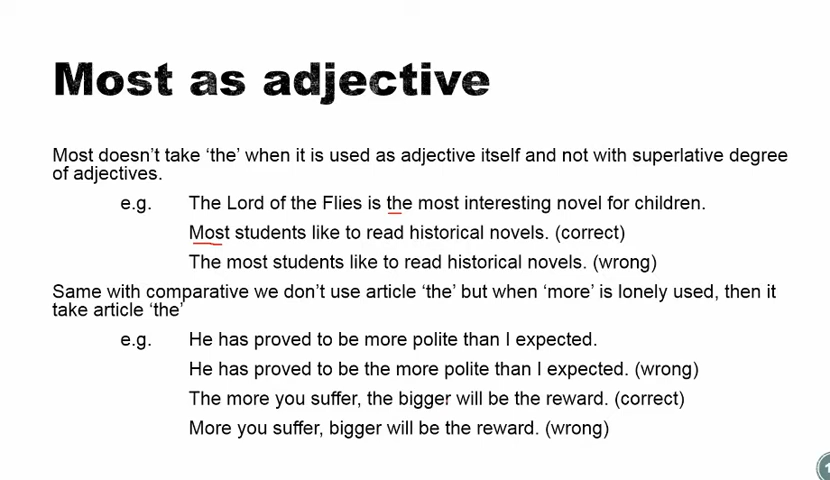 Most as adjective
Most doesn’t take ‘the’ when it is used as adjective itself and not with superlative degree
of adjectives.
e.g. The Lord of the Flies is the most interesting novel for children.
Most students like to read historical novels. (correct)
The most students like to read historical novels. (wrong)
Same with comparative we don’t use article ‘the’ but when ‘more’ is lonely used, then it
take article ‘the’
e.g. He has proved to be more polite than I expected.
He has proved to be the more polite than I expected. (wrong)
The more you suffer, the bigger will be the reward. (correct)
More you suffer, bigger will be the reward. (wrong)